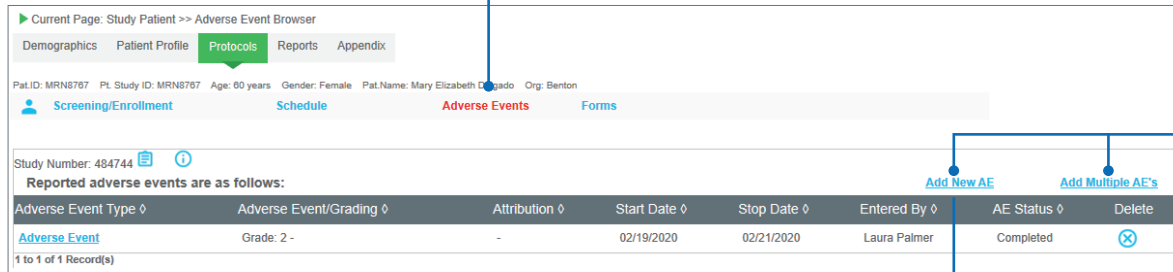 Current Page: Study Patient >> Adverse Event Browser
Demographics Patient Profile Protocols Reports Appendix
Pat.ID: MRN8767 Pt. Study ID: MRN8767 Age: 60 years Gender: Female Pat.Name: Mary Elizabeth Delgado Org: Benton
Screening/Enrollment Schedule Adverse Events Forms
Study Number: 484744
Reported adverse events are as follows: Add New AE Add Multiple AE's
Adverse Event Type ◊ Adverse Event/Grading ◊ Attribution ◊ Start Date ◊ Stop Date ◊ Entered By ◊ AE Status ◊ Delete
Adverse Event Grade: 2 - - 02/19/2020 02/21/2020 Laura Palmer Completed
1 to 1 of 1 Record(s)